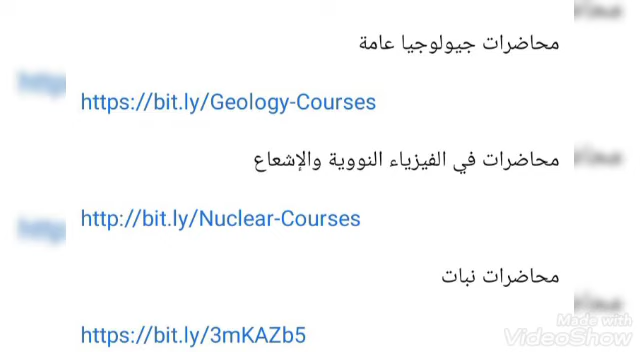 محاضرات جيولوجيا عامة
https://bit.ly/Geology-Courses
محاضرات في الفيزياء النووية والإشعاع
http://bit.ly/Nuclear-Courses
محاضرات نبات
https://bit.ly/3mKAZb5
Made with
VideoShow